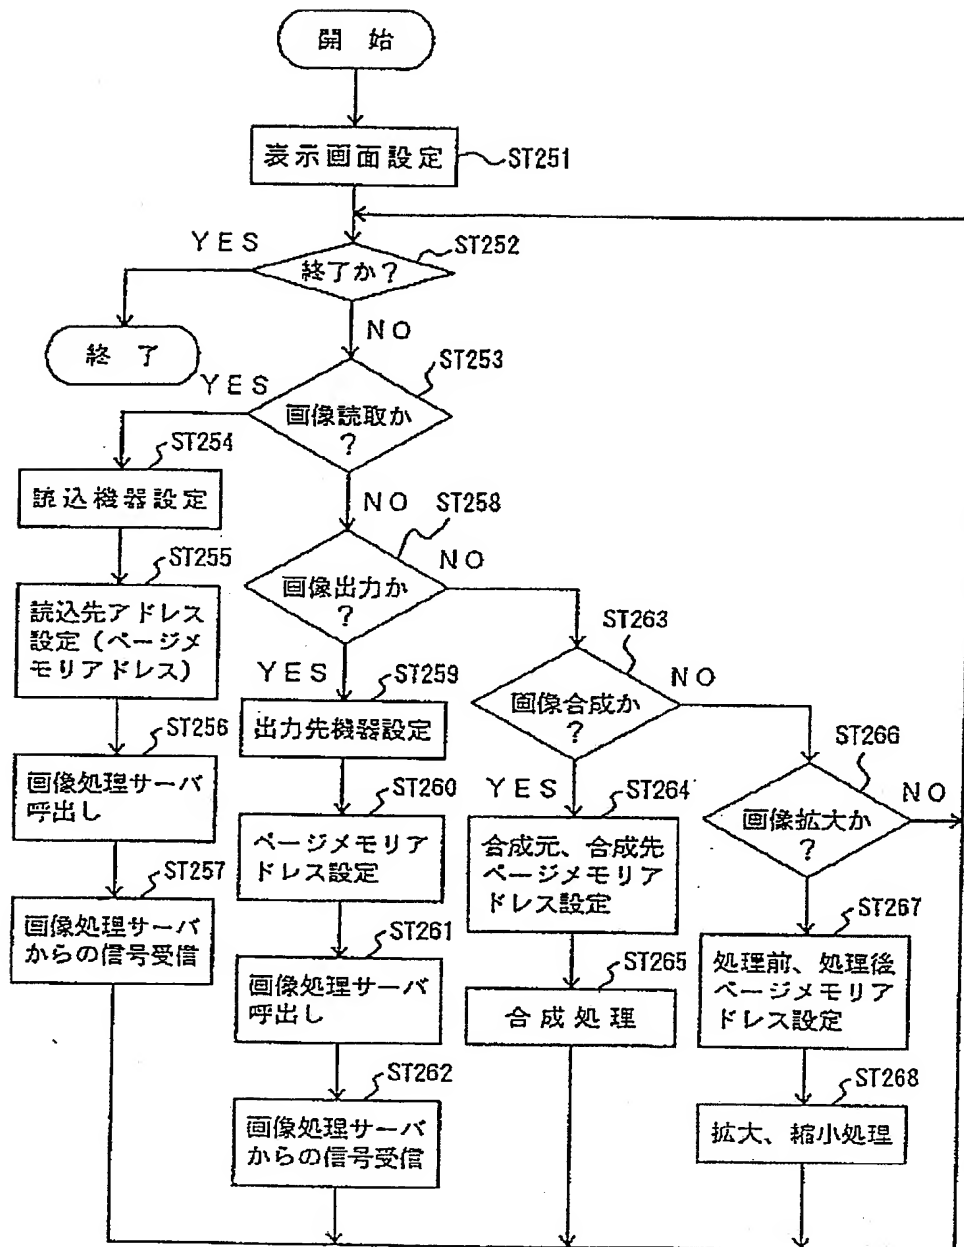 開始
表示画面設定
ST251
YES
終了か?
ST252
NO
終了
YES
画像読取か
?
ST253
ST254
読込機器設定
NO
ST258
ST255
画像出力か
?
NO
読込先アドレス
設定(ページメ
モリアドレス)
YES
ST259
ST263
画像合成か
?
NO
出力先機器設定
ST256
画像処理サーバ
呼出し
ST260
ページメモリア
ドレス設定
YES
ST264
合成元、合成先
ページメモリア
ドレス設定
ST266
画像拡大か
?
NO
ST257
画像処理サーバ
からの信号受信
ST261
画像処理サーバ
呼出し
ST265
合成処理
ST267
処理前、処理後
ページメモリア
ドレス設定
ST262
画像処理サーバ
からの信号受信
ST268
拡大、縮小処理